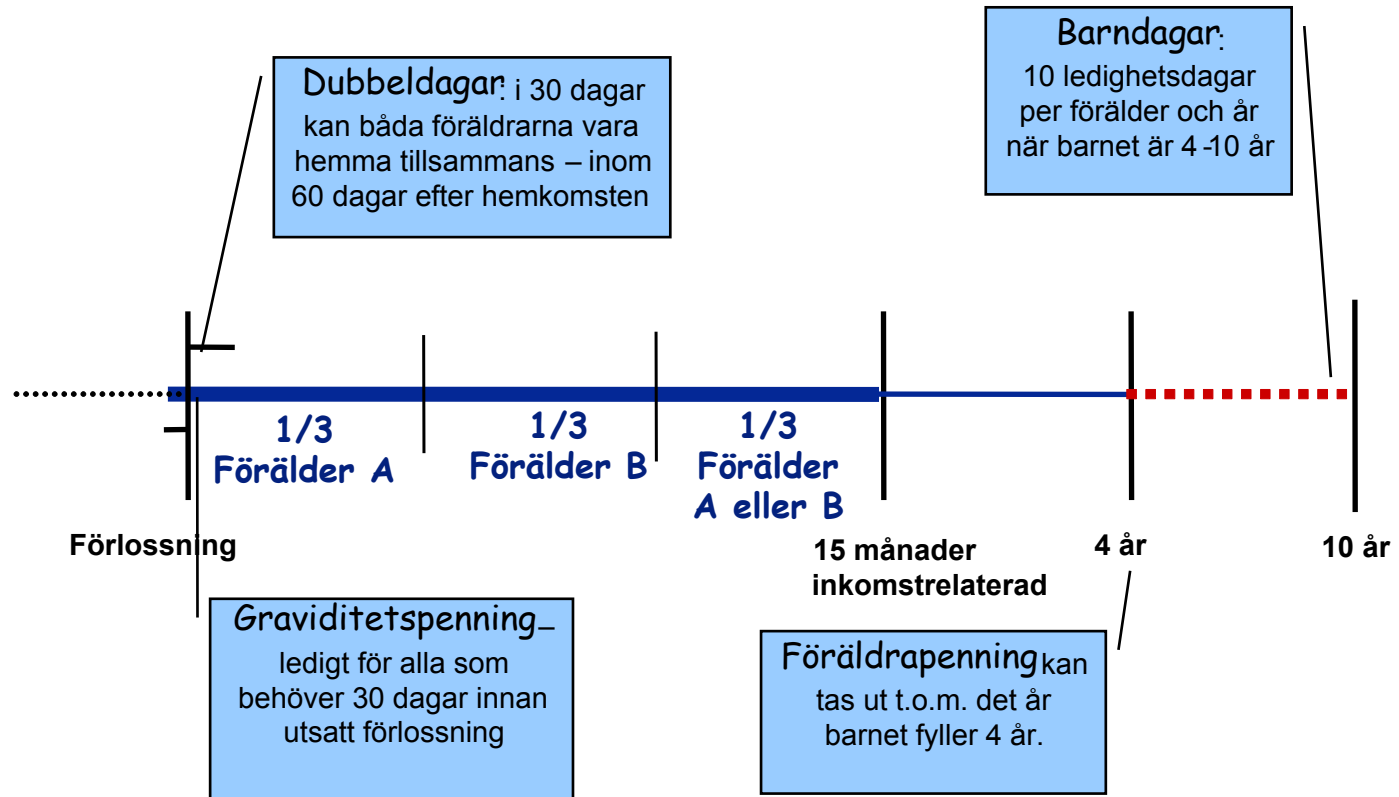 Dubbeldagar: i 30 dagar
kan båda föräldrarna vara
hemma tillsammans – inom
60 dagar efter hemkomsten
Barndagar:
10 ledighetsdagar
per förälder och år
när barnet är 4-10 år
1/3
Förälder A
1/3
Förälder B
1/3
Förälder
A eller B
Förlossning
15 månader
inkomstrelaterad
4 år
10 år
Graviditetspenning–
ledigt för alla som
behöver 30 dagar innan
utsatt förlossning
Föräldrapenning kan
tas ut t.o.m. det år
barnet fyller 4 år.